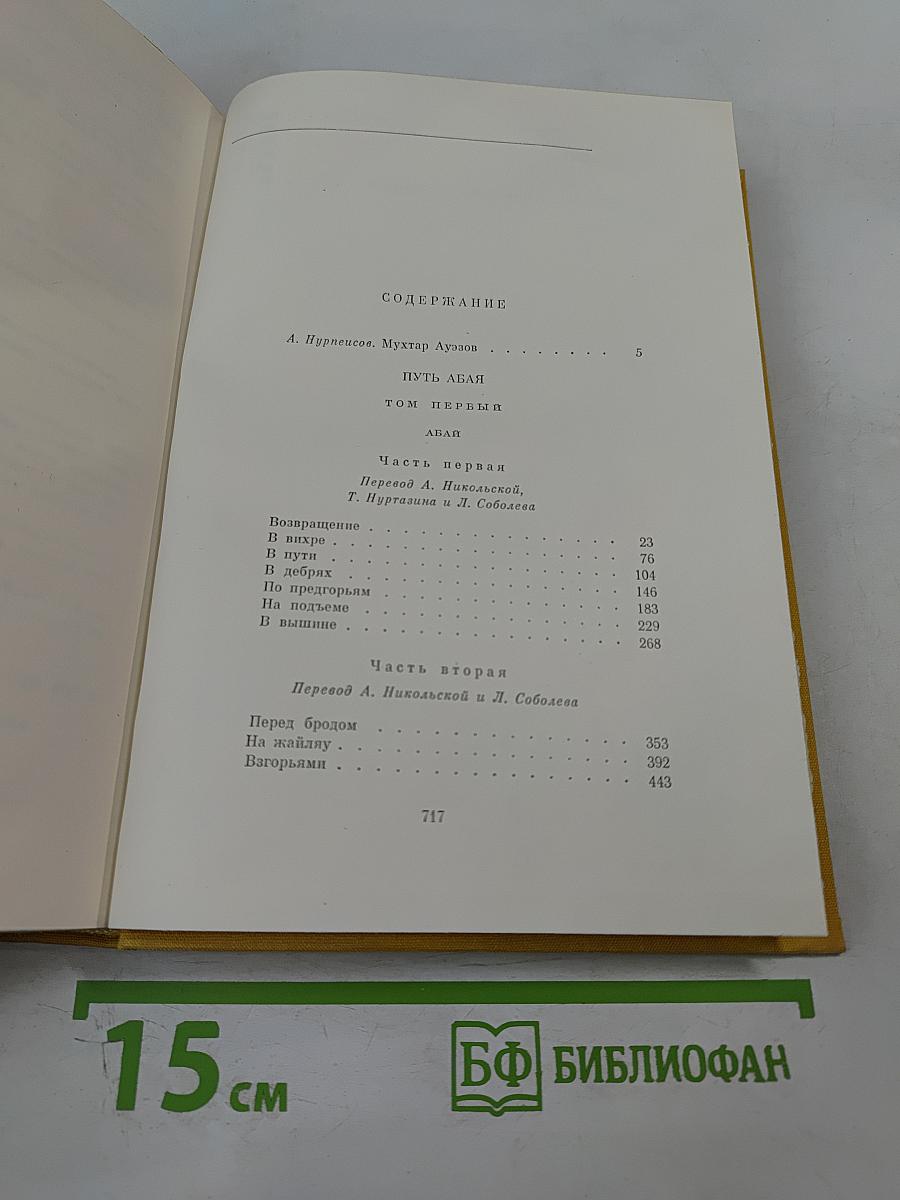 СОДЕРЖАНИЕ
А. Нурпеисов. Мухтар Ауэзов . . . . . . . . 5
ПУТЬ АБАЯ
ТОМ ПЕРВЫЙ
АБАЙ
Часть первая
Перевод А. Никольской,
Т. Нуртазина и Л. Соболева
Возвращение . . . . . . . . . . . . . 23
В вихре . . . . . . . . . . . . . . . 76
В пути . . . . . . . . . . . . . . . 104
В дебрях . . . . . . . . . . . . . . 146
По предгорьям . . . . . . . . . . . . 183
На подъеме . . . . . . . . . . . . . 229
В вышине . . . . . . . . . . . . . . 268
Часть вторая
Перевод А. Никольской и Л. Соболева
Перед бродом . . . . . . . . . . . . 353
На жайляу . . . . . . . . . . . . . . 392
Взгорьями . . . . . . . . . . . . . . 443
717
15 см
БФ БИБЛИОФАН